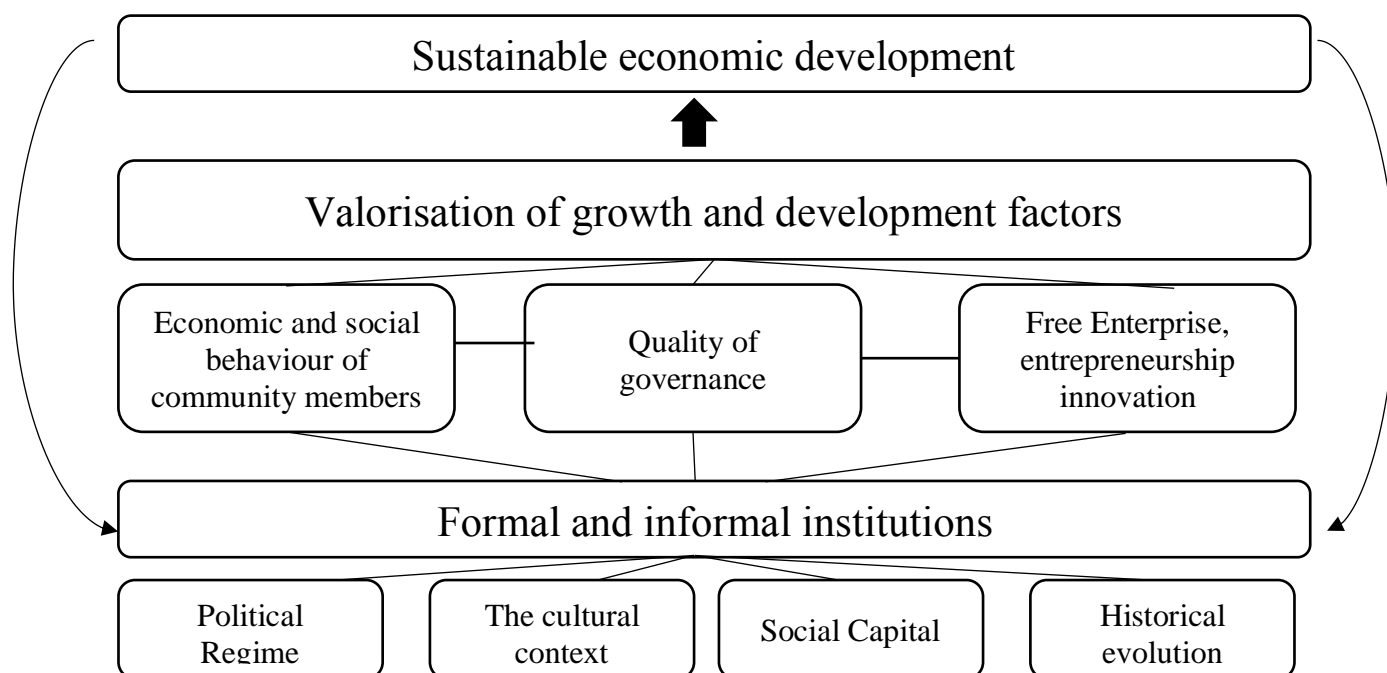 Sustainable economic development
Valorisation of growth and development factors
Economic and social
behaviour of
community members
Quality of
governance
Free Enterprise,
entrepreneurship
innovation
Formal and informal institutions
Political
Regime
The cultural
context
Social Capital
Historical
evolution